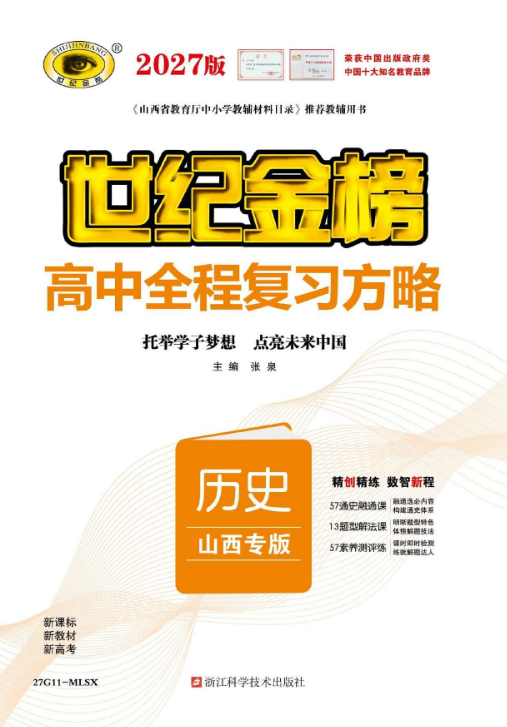 SHIJIJINBANG
®
世纪金榜
2027版
荣获中国出版政府奖
中国十大知名教育品牌
《山西省教育厅中小学教辅材料目录》推荐教辅用书
世纪金榜
高中全程复习方略
托举学子梦想 点亮未来中国
主编 张泉
历史
山西专版
精创精练 数智新程
57通史融通课 融通选必内容
构建通史体系
13题型解法课 明晰题型特色
体悟解题技法
57素养测评练 课时即时检测
练就解题达人
新课标
新教材
新高考
27G11-MLSX
浙江科学技术出版社